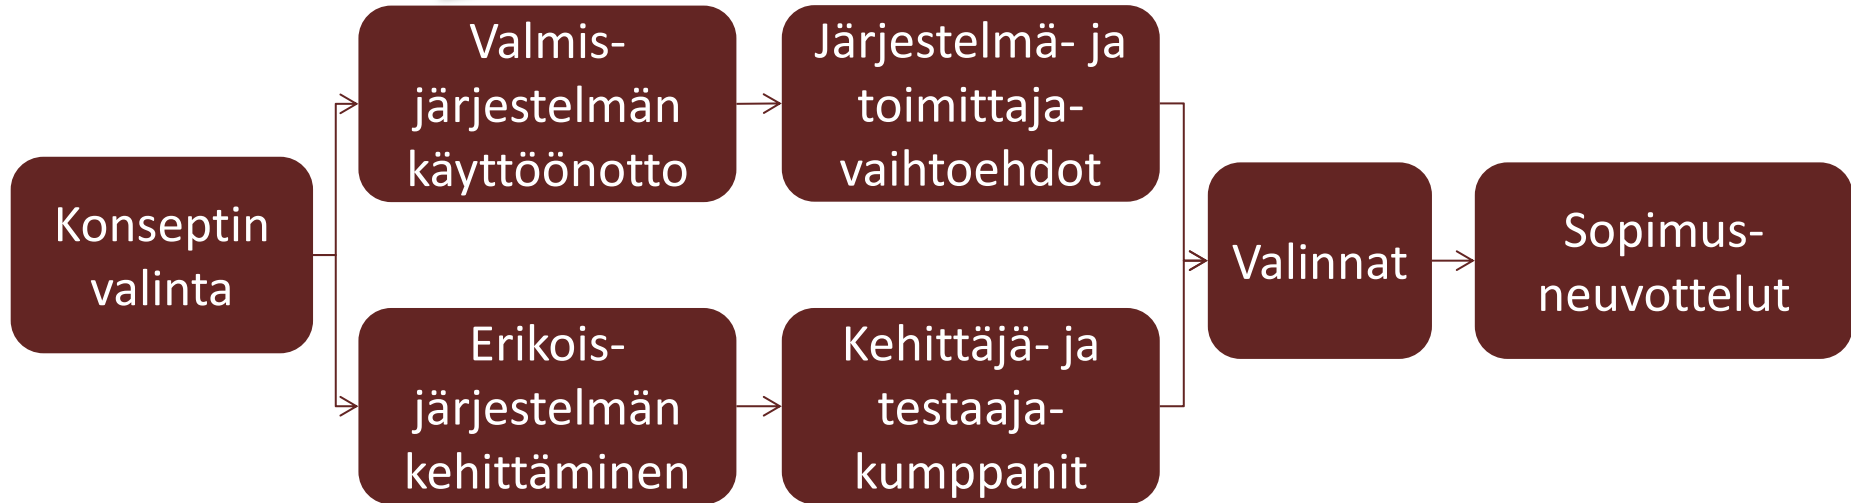 Konseptin
valinta
Valmis-
järjestelmän
käyttöönotto
Järjestelmä- ja
toimittaja-
vaihtoehdot
Erikois-
järjestelmän
kehittäminen
Kehittäjä- ja
testaaja-
kumppanit
Valinnat
Sopimus-
neuvottelut